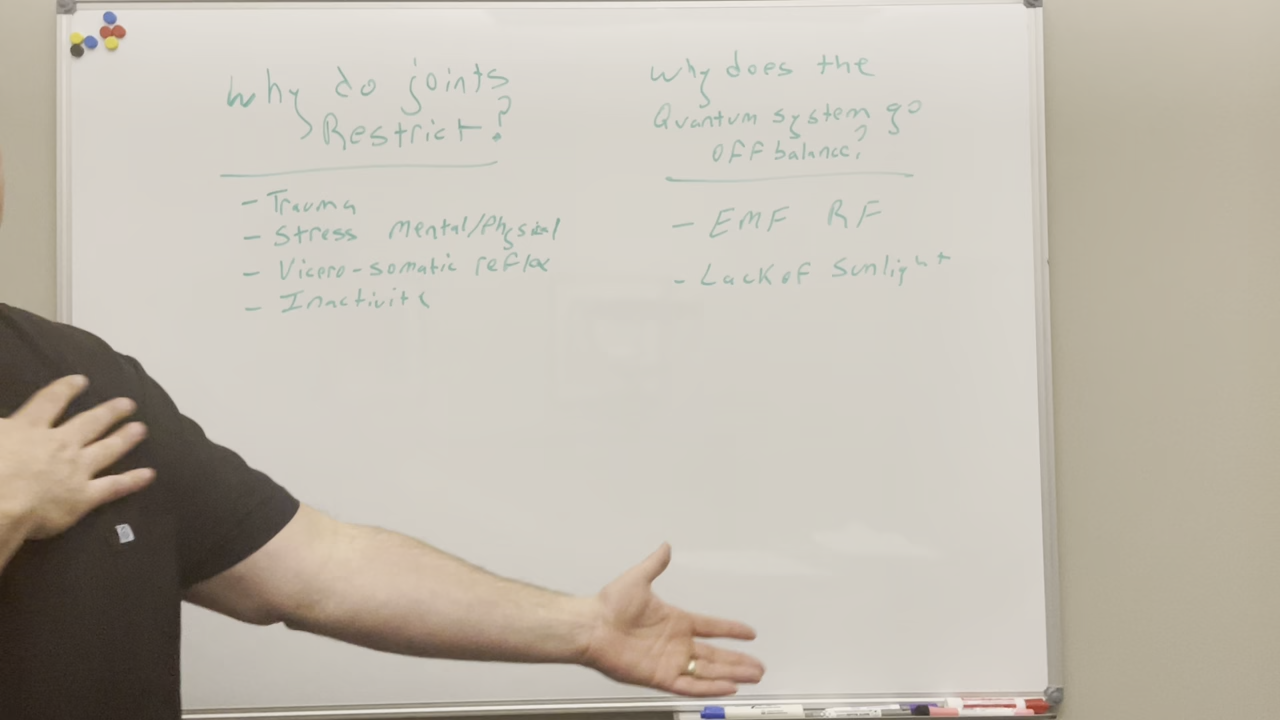 Why do joints
Restrict?
- Trauma
- Stress Mental/Physical
- Vicero-somatic reflex
- Inactivity
Why does the
Quantum system go
off balance?
- EMF RF
- Lack of Sunlight